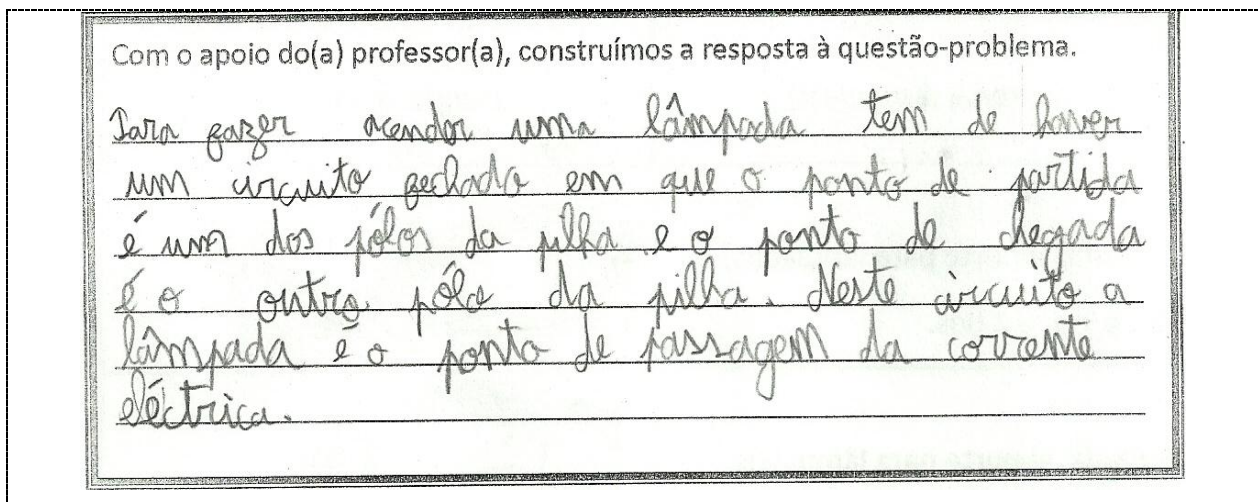 Com o apoio do(a) professor(a), construímos a resposta à questão-problema.
Para fazer acender uma lâmpada tem de haver
um circuito fechado em que o ponto de partida
é um dos pólos da pilha e o ponto de chegada
é o outro pólo da pilha. Neste circuito a
lâmpada é o ponto de passagem da corrente
eléctrica.